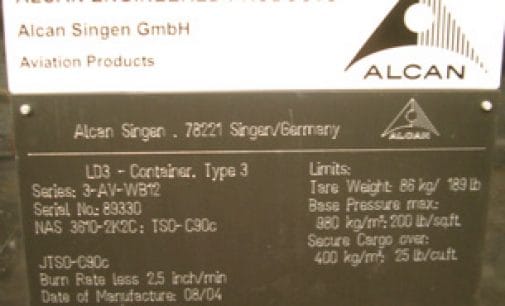 ALCAN ENGINEERED PRODUCTS
Alcan Singen GmbH
Aviation Products
ALCAN
Alcan Singen . 78221 Singen/Germany
ALCAN
LD3 - Container, Type 3
Series: 3-AV-WB12
Serial No.: 89330
NAS 3610-2K2C ; TSO-C90c
JTSO-C90c
Burn Rate less 2,5 inch/min
Date of Manufacture: 08/04
Limits:
Tare Weight: 86 kg/ 189 lb
Base Pressure max.:
980 kg/m²; 200 lb/sq.ft
Secure Cargo over:
400 kg/m³; 25 lb/cu.ft